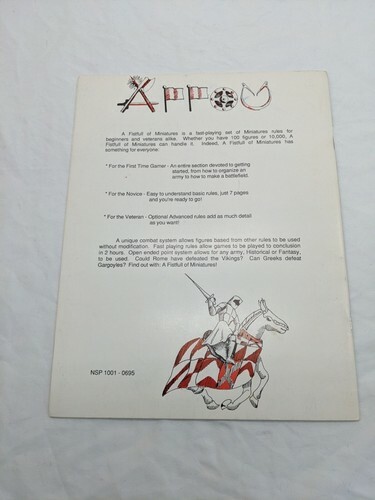 A Fistfull of Miniatures is a fast-playing set of Miniatures rules for
beginners and veterans alike. Whether you have 100 figures or 10,000, A
Fistfull of Miniatures can handle it. Indeed, A Fistfull of Miniatures has
something for everyone:
* For the First Time Gamer - An entire section devoted to getting
started, from how to organize an
army to how to make a battlefield.
* For the Novice - Easy to understand basic rules, just 7 pages
and you're ready to go!
* For the Veteran - Optional Advanced rules add as much detail
as you want!
A unique combat system allows figures based from other rules to be used
without modification. Fast playing rules allow games to be played to conclusion
in 2 hours. Open ended point system allows for any army, Historical or Fantasy,
to be used. Could Rome have defeated the Vikings? Can Greeks defeat
Gargoyles? Find out with: A Fistfull of Miniatures!
NSP 1001 - 0695